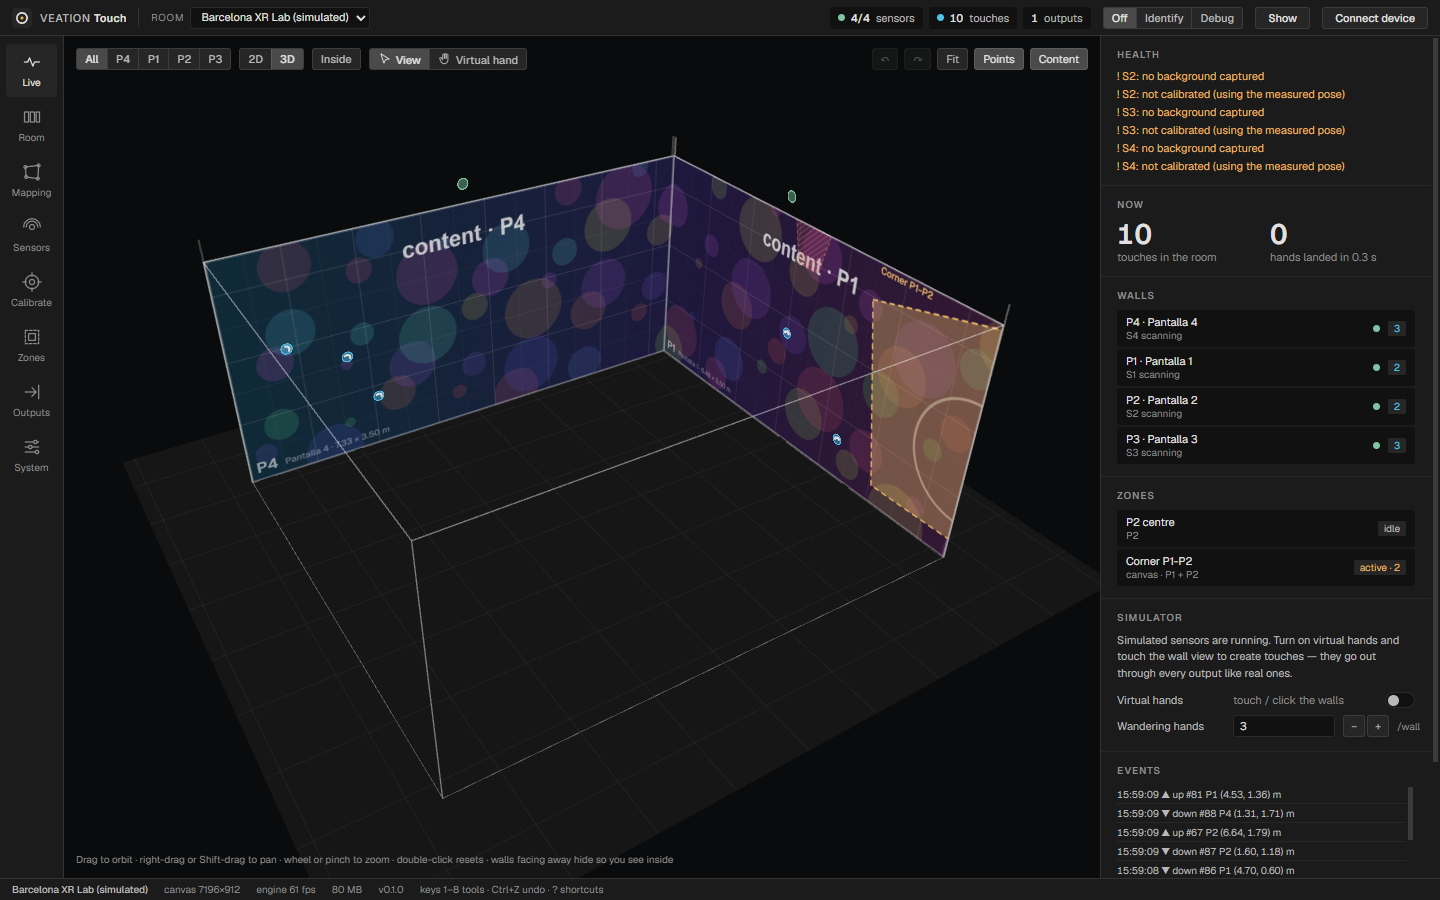 VEATION Touch
ROOM
Barcelona XR Lab (simulated)
4/4 sensors
10 touches
1 outputs
Off
Identify
Debug
Show
Connect device
Live
Room
Mapping
Sensors
Calibrate
Zones
Outputs
System
All
P4
P1
P2
P3
2D
3D
Inside
View
Virtual hand
Fit
Points
Content
content · P4
content · P1
Corner P1-P2
P4 Pantalla 4 · 7.33 × 3.50 m
P1
Drag to orbit · right-drag or Shift-drag to pan · wheel or pinch to zoom · double-click resets · walls facing away hide so you see inside
HEALTH
! S2: no background captured
! S2: not calibrated (using the measured pose)
! S3: no background captured
! S3: not calibrated (using the measured pose)
! S4: no background captured
! S4: not calibrated (using the measured pose)
NOW
10
touches in the room
0
hands landed in 0.3 s
WALLS
P4 · Pantalla 4
S4 scanning
3
P1 · Pantalla 1
S1 scanning
2
P2 · Pantalla 2
S2 scanning
2
P3 · Pantalla 3
S3 scanning
3
ZONES
P2 centre
P2
idle
Corner P1-P2
canvas · P1 + P2
active · 2
SIMULATOR
Simulated sensors are running. Turn on virtual hands and
touch the wall view to create touches — they go out
through every output like real ones.
Virtual hands
touch / click the walls
Wandering hands
3
− + /wall
EVENTS
15:59:09 ▲ up #81 P1 (4.53, 1.36) m
15:59:09 ▼ down #88 P4 (1.31, 1.71) m
15:59:09 ▲ up #67 P2 (6.64, 1.79) m
15:59:09 ▼ down #87 P2 (1.60, 1.18) m
15:59:08 ▼ down #86 P1 (4.70, 0.60) m
Barcelona XR Lab (simulated)
canvas 7196×912
engine 61 fps
80 MB
v0.1.0
keys 1–8 tools · Ctrl+Z undo · ? shortcuts